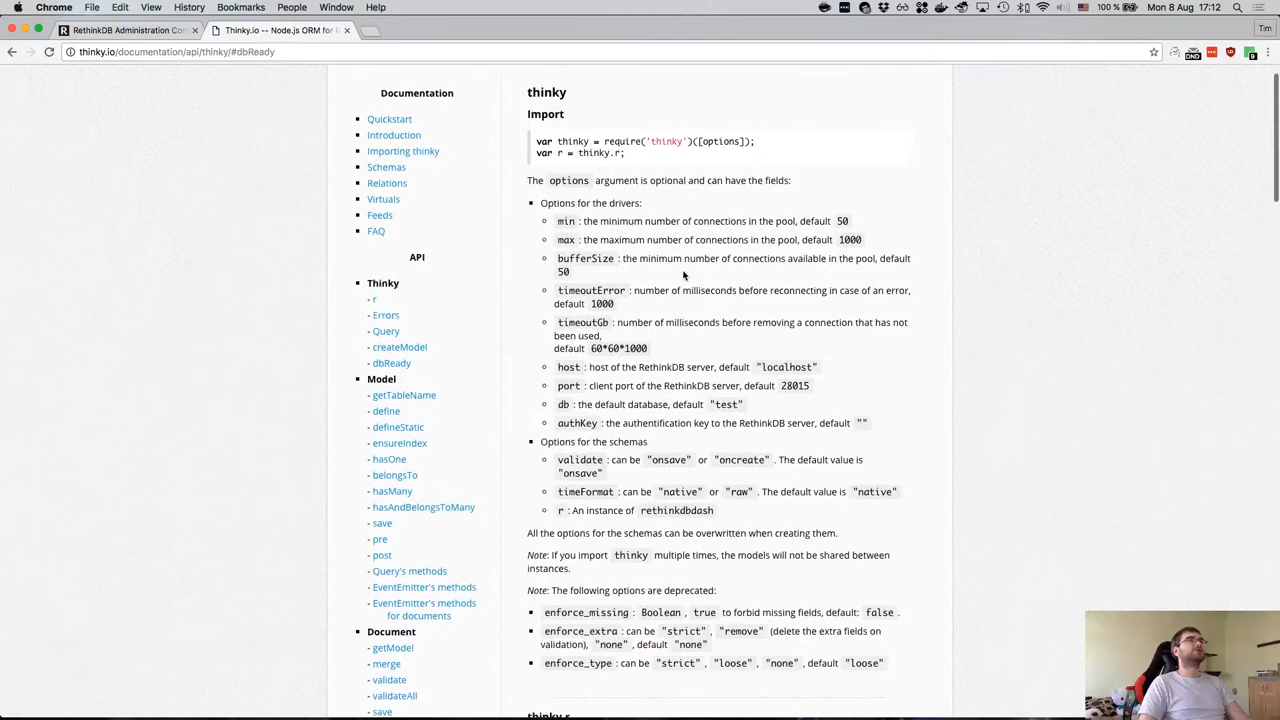 Chrome File Edit View History Bookmarks People Window Help
100 % Mon 8 Aug 17:12
RethinkDB Administration Con
Thinky.io -- Node.js ORM for R
Tim
thinky.io/documentation/api/thinky/#dbReady
Documentation
Quickstart
Introduction
Importing thinky
Schemas
Relations
Virtuals
Feeds
FAQ
API
Thinky
- r
- Errors
- Query
- createModel
- dbReady
Model
- getTableName
- define
- defineStatic
- ensureIndex
- hasOne
- belongsTo
- hasMany
- hasAndBelongsToMany
- save
- pre
- post
- Query's methods
- EventEmitter's methods
- EventEmitter's methods
for documents
Document
- getModel
- merge
- validate
- validateAll
- save
thinky
Import
var thinky = require('thinky')([options]);
var r = thinky.r;
The options argument is optional and can have the fields:
Options for the drivers:
min : the minimum number of connections in the pool, default 50
max : the maximum number of connections in the pool, default 1000
bufferSize : the minimum number of connections available in the pool, default
50
timeoutError : number of milliseconds before reconnecting in case of an error,
default 1000
timeoutGb : number of milliseconds before removing a connection that has not
been used,
default 60*60*1000
host : host of the RethinkDB server, default "localhost"
port : client port of the RethinkDB server, default 28015
db : the default database, default "test"
authKey : the authentification key to the RethinkDB server, default ""
Options for the schemas
validate : can be "onsave" or "oncreate" . The default value is
"onsave"
timeFormat : can be "native" or "raw" . The default value is "native"
r : An instance of rethinkdbdash
All the options for the schemas can be overwritten when creating them.
Note: If you import thinky multiple times, the models will not be shared between
instances.
Note: The following options are deprecated:
enforce_missing : Boolean , true to forbid missing fields, default: false .
enforce_extra : can be "strict" , "remove" (delete the extra fields on
validation), "none" , default "none"
enforce_type : can be "strict" , "loose" , "none" , default "loose"
thinky.r